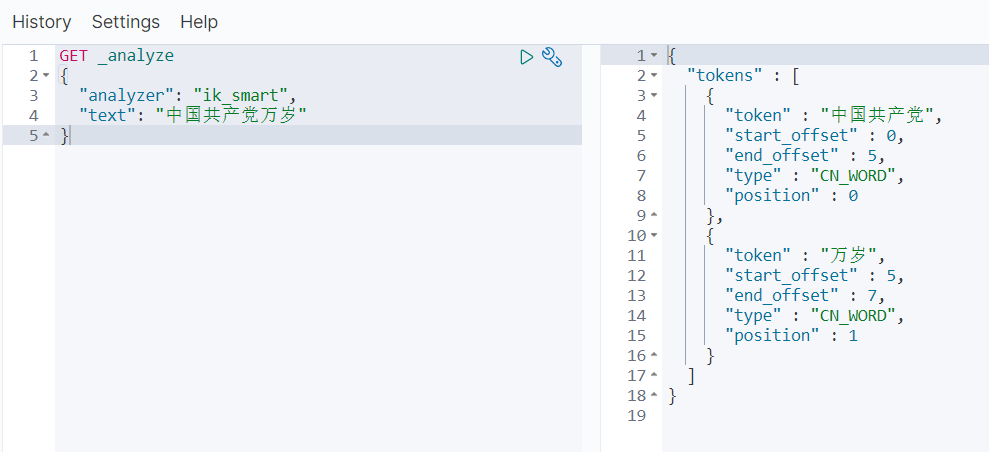 History Settings Help
1 GET _analyze
2 {
3 "analyzer": "ik_smart",
4 "text": "中国共产党万岁"
5 }
1 {
2 "tokens" : [
3 {
4 "token" : "中国共产党",
5 "start_offset" : 0,
6 "end_offset" : 5,
7 "type" : "CN_WORD",
8 "position" : 0
9 },
10 {
11 "token" : "万岁",
12 "start_offset" : 5,
13 "end_offset" : 7,
14 "type" : "CN_WORD",
15 "position" : 1
16 }
17 ]
18 }
19